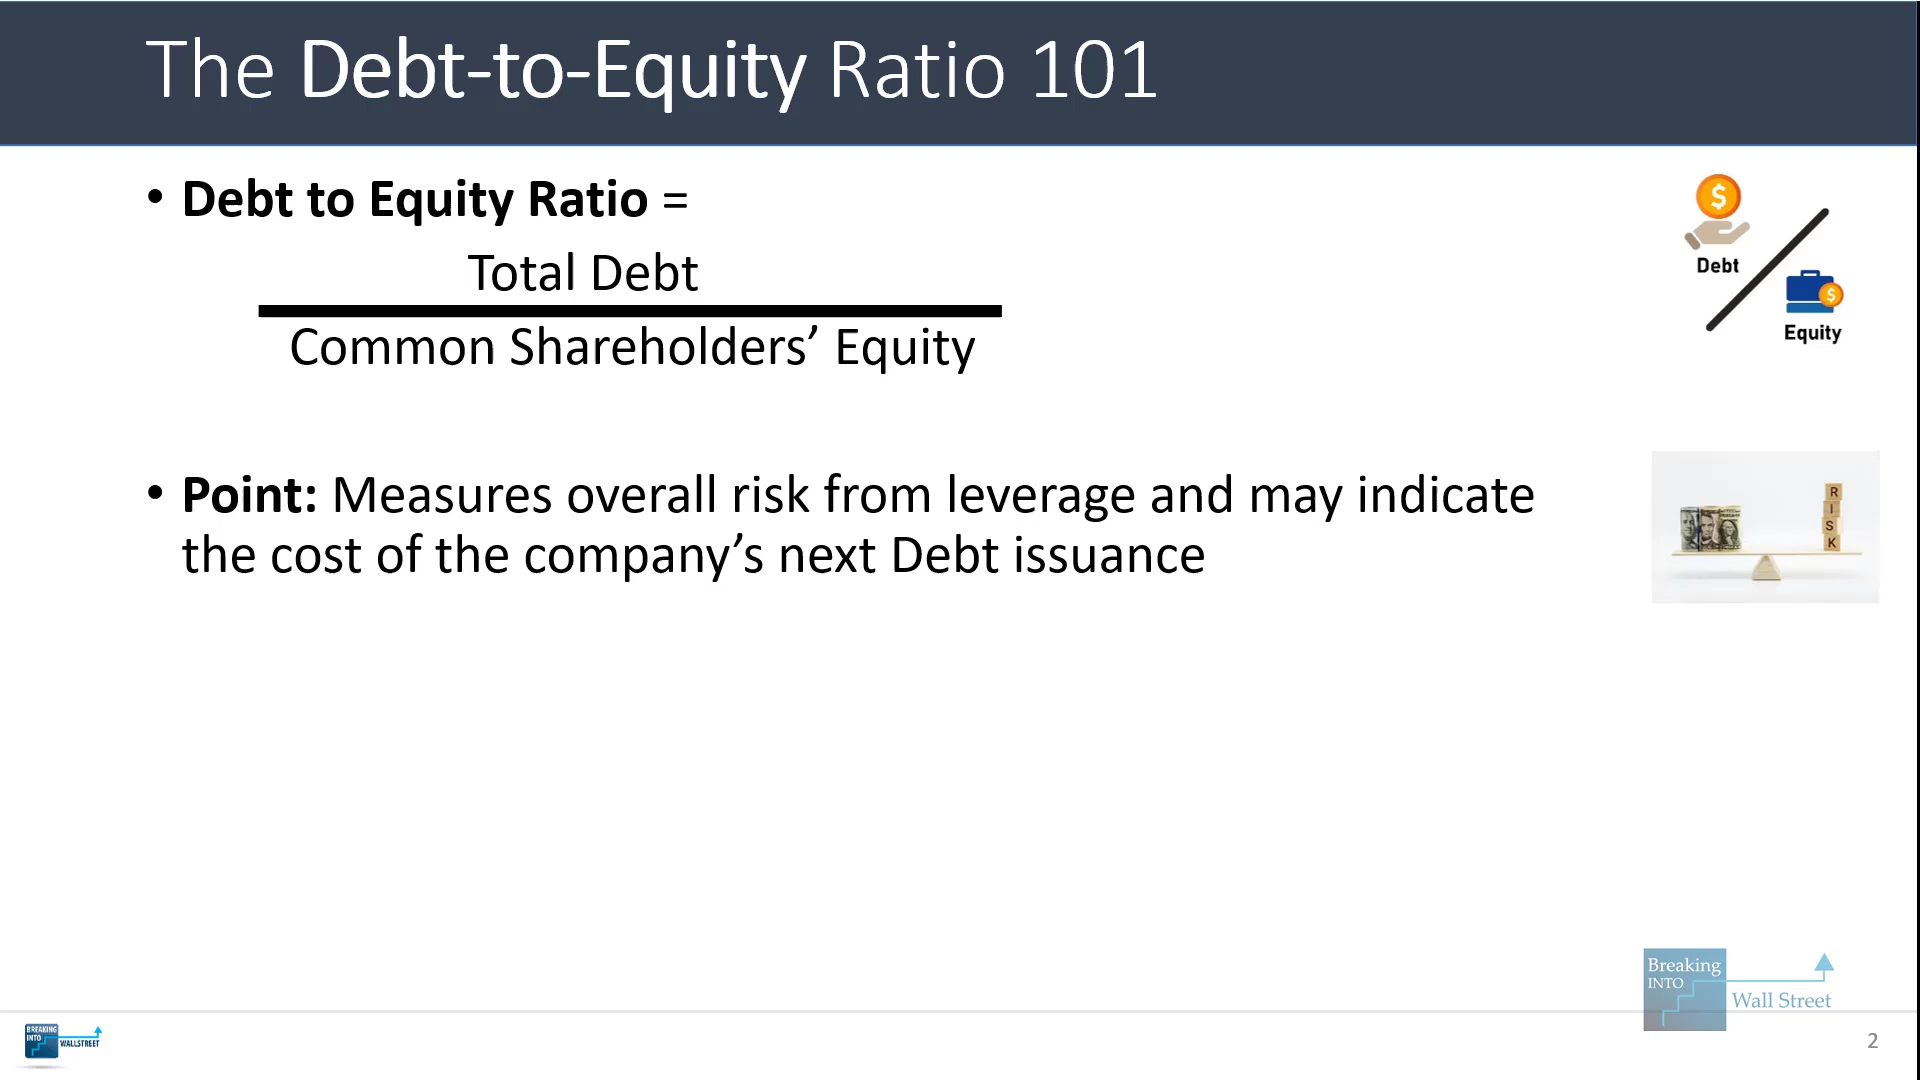 The Debt-to-Equity Ratio 101
• Debt to Equity Ratio =
Total Debt
Common Shareholders’ Equity
Debt
Equity
• Point: Measures overall risk from leverage and may indicate
the cost of the company’s next Debt issuance
R
I
S
K
Breaking
INTO
Wall Street
BREAKING
INTO
WALLSTREET
2